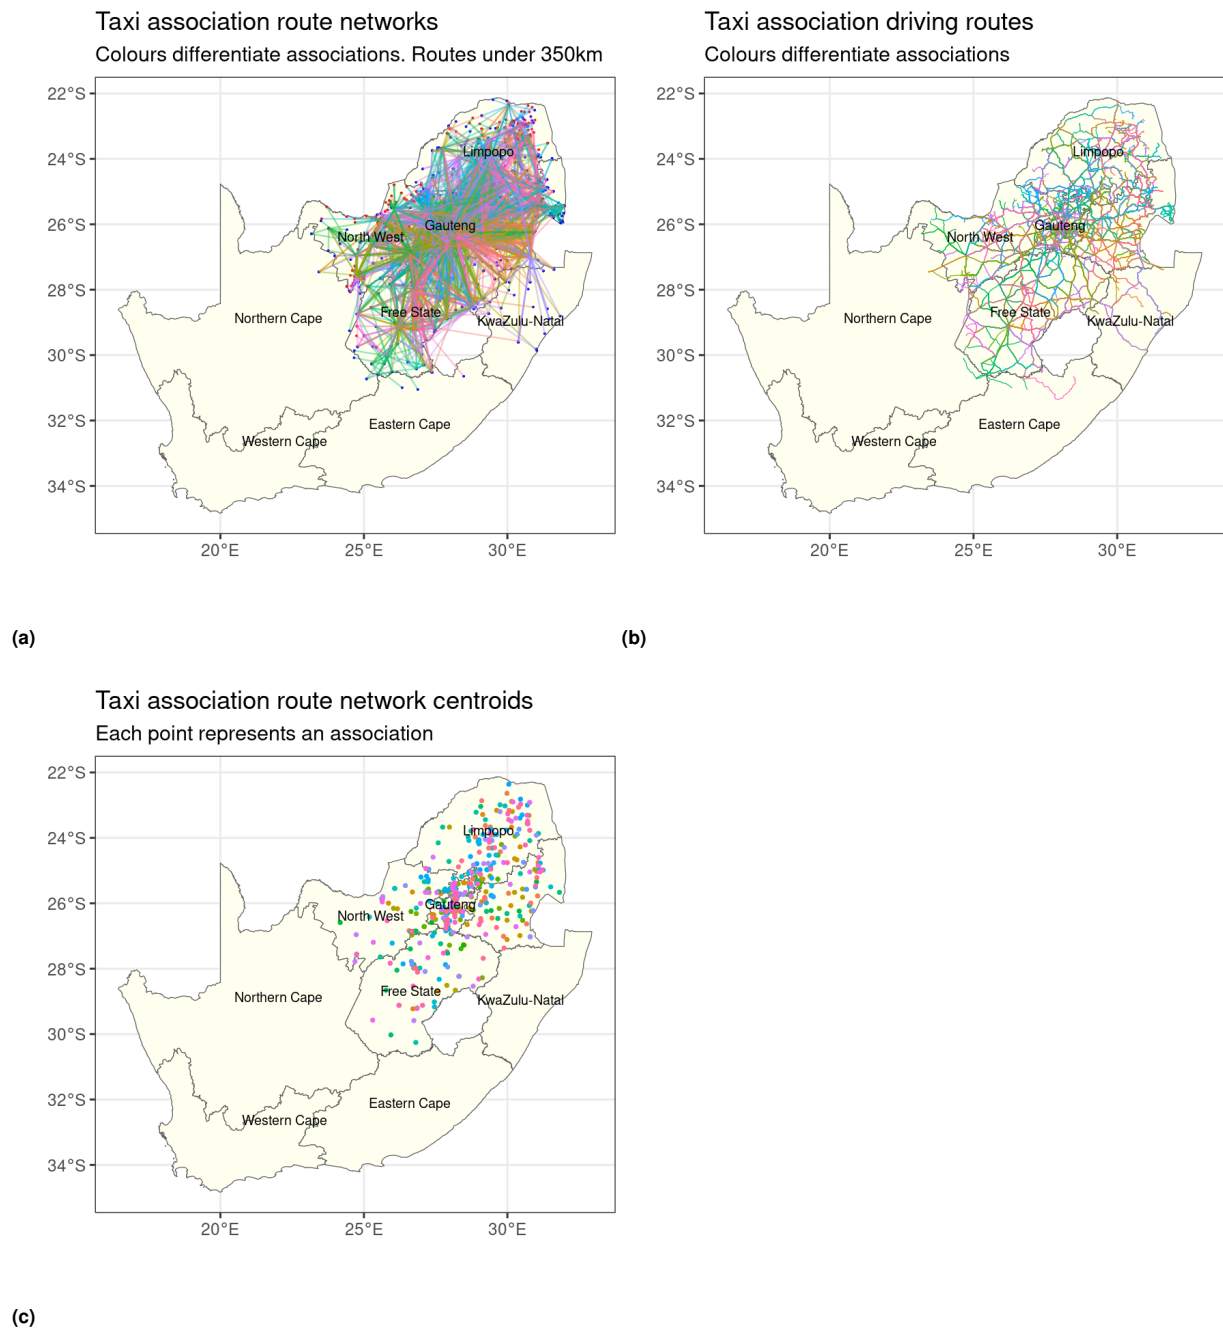 Taxi association route networks
Colours differentiate associations. Routes under 350km
22°S
24°S
26°S
28°S
30°S
32°S
34°S
Limpopo
Gauteng
North West
Free State
Northern Cape
KwaZulu-Natal
Eastern Cape
Western Cape
20°E
25°E
30°E
(a)
Taxi association driving routes
Colours differentiate associations
22°S
24°S
26°S
28°S
30°S
32°S
34°S
Limpopo
Gauteng
North West
Free State
Northern Cape
KwaZulu-Natal
Eastern Cape
Western Cape
20°E
25°E
30°E
(b)
Taxi association route network centroids
Each point represents an association
22°S
24°S
26°S
28°S
30°S
32°S
34°S
Limpopo
Gauteng
North West
Free State
Northern Cape
KwaZulu-Natal
Eastern Cape
Western Cape
20°E
25°E
30°E
(c)